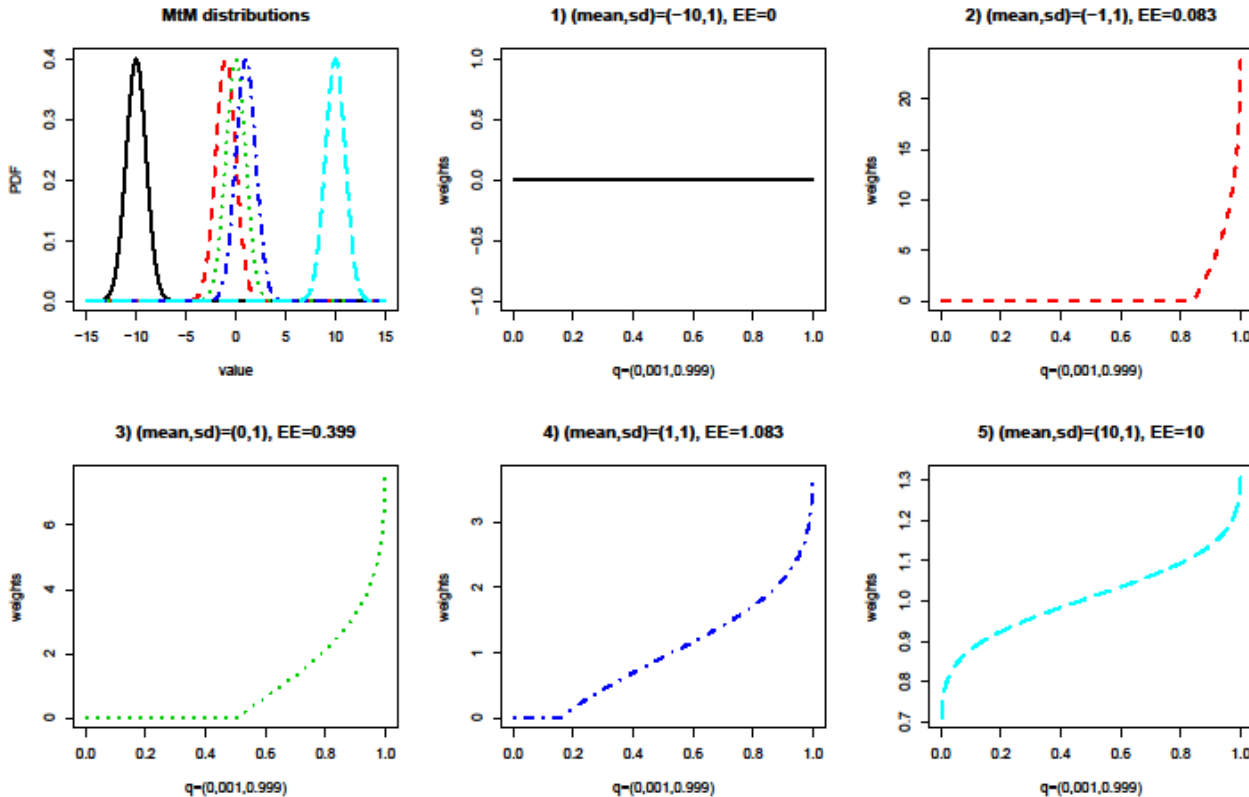 MtM distributions
PDF
0.0 0.1 0.2 0.3 0.4
−15 −10 −5 0 5 10 15
value
1) (mean,sd)=(−10,1), EE=0
weights
−1.0 −0.5 0.0 0.5 1.0
0.0 0.2 0.4 0.6 0.8 1.0
q=(0,001,0.999)
2) (mean,sd)=(−1,1), EE=0.083
weights
0 5 10 20
0.0 0.2 0.4 0.6 0.8 1.0
q=(0,001,0.999)
3) (mean,sd)=(0,1), EE=0.399
weights
0 2 4 6
0.0 0.2 0.4 0.6 0.8 1.0
q=(0,001,0.999)
4) (mean,sd)=(1,1), EE=1.083
weights
0 1 2 3
0.0 0.2 0.4 0.6 0.8 1.0
q=(0,001,0.999)
5) (mean,sd)=(10,1), EE=10
weights
0.7 0.8 0.9 1.0 1.1 1.2 1.3
0.0 0.2 0.4 0.6 0.8 1.0
q=(0,001,0.999)